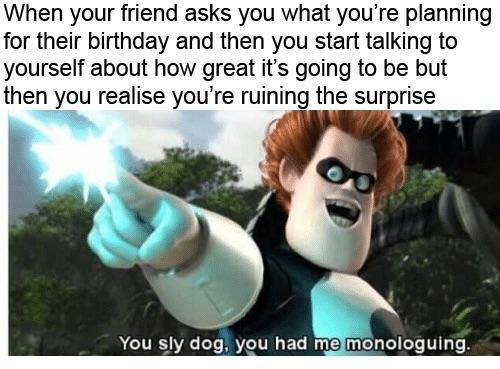 When your friend asks you what you're planning
for their birthday and then you start talking to
yourself about how great it's going to be but
then you realise you're ruining the surprise
You sly dog, you had me monologuing.